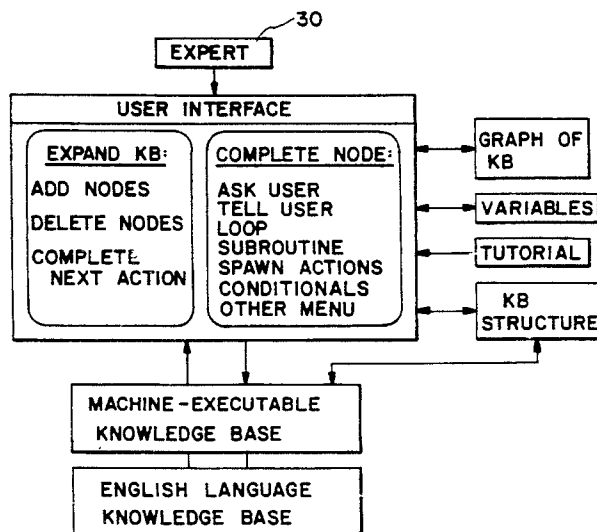 30
EXPERT
USER INTERFACE
EXPAND KB:
ADD NODES
DELETE NODES
COMPLETE
NEXT ACTION
COMPLETE NODE:
ASK USER
TELL USER
LOOP
SUBROUTINE
SPAWN ACTIONS
CONDITIONALS
OTHER MENU
GRAPH OF
KB
VARIABLES
TUTORIAL
KB
STRUCTURE
MACHINE-EXECUTABLE
KNOWLEDGE BASE
ENGLISH LANGUAGE
KNOWLEDGE BASE